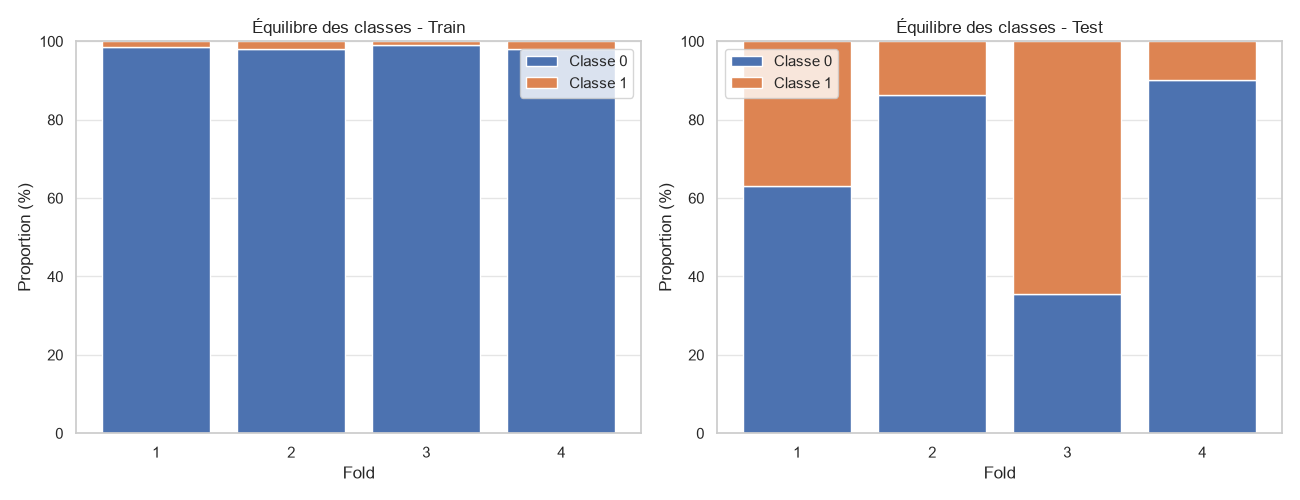 Équilibre des classes - Train
100
80
60
40
20
0
Proportion (%)
Classe 0
Classe 1
1
2
3
4
Fold
Équilibre des classes - Test
100
80
60
40
20
0
Proportion (%)
Classe 0
Classe 1
1
2
3
4
Fold